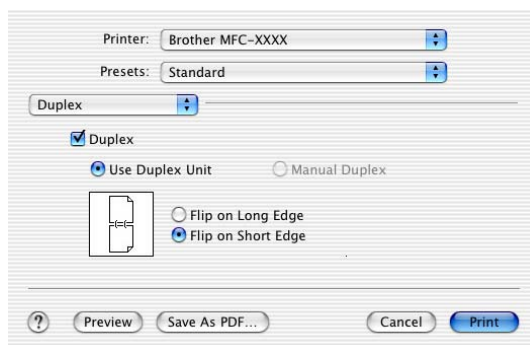 Printer: Brother MFC-XXXX
Presets: Standard
Duplex
Duplex
Use Duplex Unit Manual Duplex
Flip on Long Edge
Flip on Short Edge
? Preview Save As PDF... Cancel Print